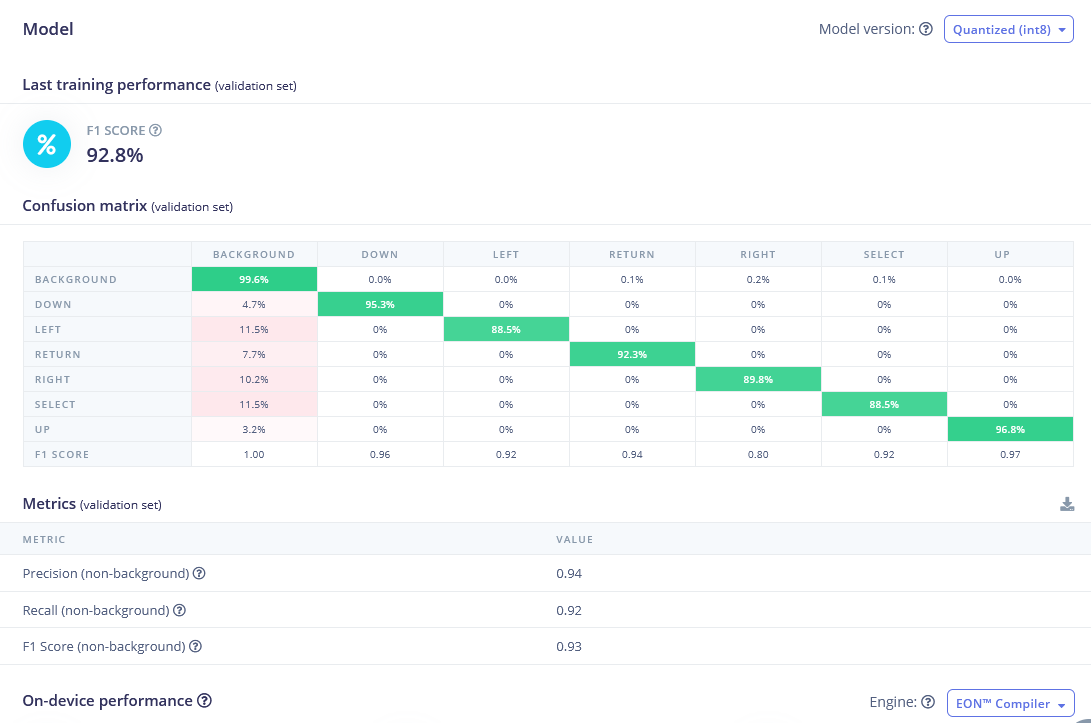 Model
Model version: Quantized (int8)
Last training performance (validation set)
F1 SCORE
92.8%
Confusion matrix (validation set)
BACKGROUND DOWN LEFT RETURN RIGHT SELECT UP
BACKGROUND 99.6% 0.0% 0.0% 0.1% 0.2% 0.1% 0.0%
DOWN 4.7% 95.3% 0% 0% 0% 0% 0%
LEFT 11.5% 0% 88.5% 0% 0% 0% 0%
RETURN 7.7% 0% 0% 92.3% 0% 0% 0%
RIGHT 10.2% 0% 0% 0% 89.8% 0% 0%
SELECT 11.5% 0% 0% 0% 0% 88.5% 0%
UP 3.2% 0% 0% 0% 0% 0% 96.8%
F1 SCORE 1.00 0.96 0.92 0.94 0.80 0.92 0.97
Metrics (validation set)
METRIC VALUE
Precision (non-background) 0.94
Recall (non-background) 0.92
F1 Score (non-background) 0.93
On-device performance
Engine: EON™ Compiler